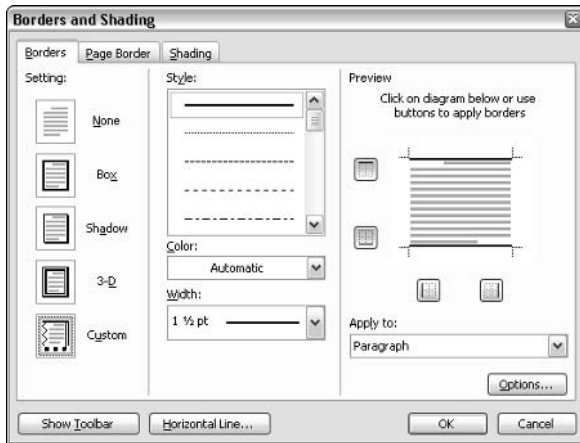 Borders and Shading
Borders
Page Border
Shading
Setting:
None
Box
Shadow
3-D
Custom
Style:
Color:
Automatic
Width:
1 ½ pt
Preview
Click on diagram below or use
buttons to apply borders
Apply to:
Paragraph
Options...
Show Toolbar
Horizontal Line...
OK
Cancel